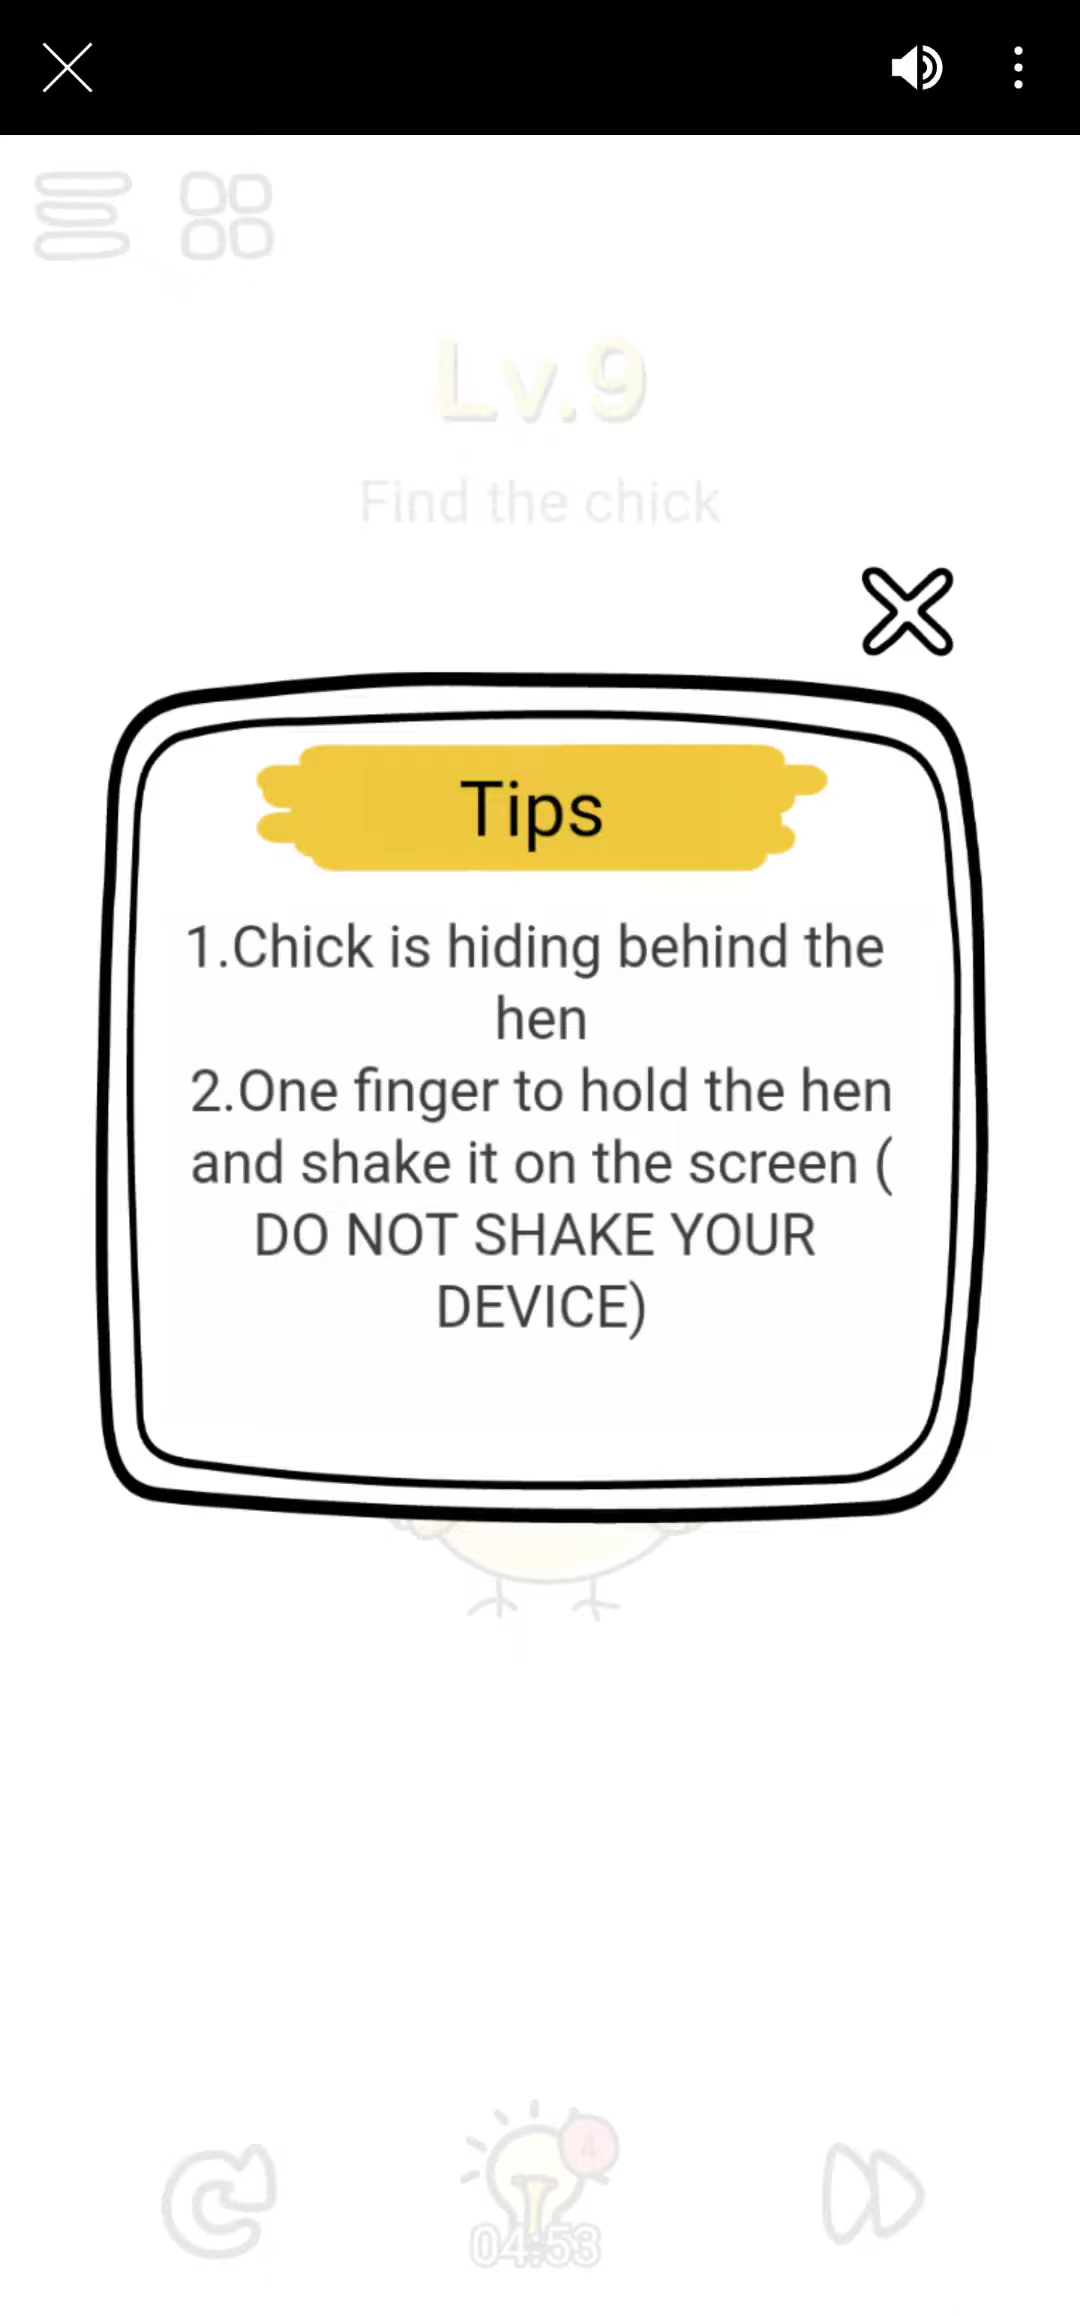 Lv.9
Find the chick
Tips
1.Chick is hiding behind the
hen
2.One finger to hold the hen
and shake it on the screen (
DO NOT SHAKE YOUR
DEVICE)
4
04:53